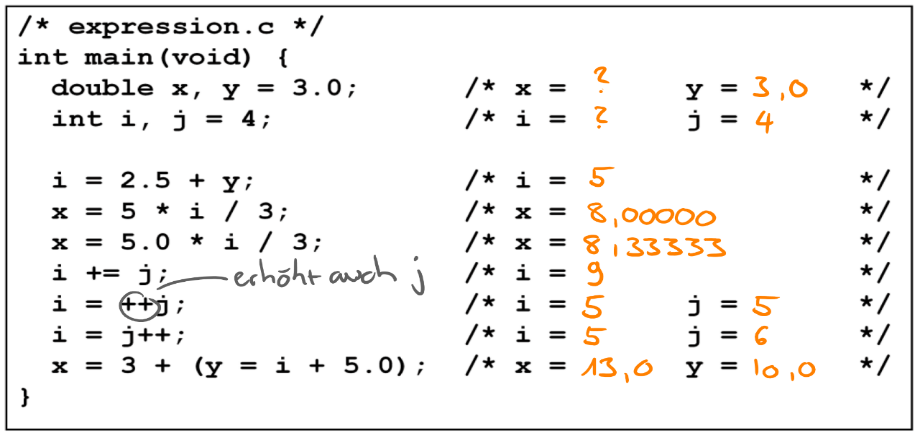 /* expression.c */
int main(void) {
double x, y = 3.0; /* x = ? y = 3,0 */
int i, j = 4; /* i = ? j = 4 */
i = 2.5 + y; /* i = 5 */
x = 5 * i / 3; /* x = 8,00000 */
x = 5.0 * i / 3; /* x = 8,33333 */
i += j; erhöht auch j /* i = 9 */
i = ++j; /* i = 5 j = 5 */
i = j++; /* i = 5 j = 6 */
x = 3 + (y = i + 5.0); /* x = 13,0 y = 10,0 */
}